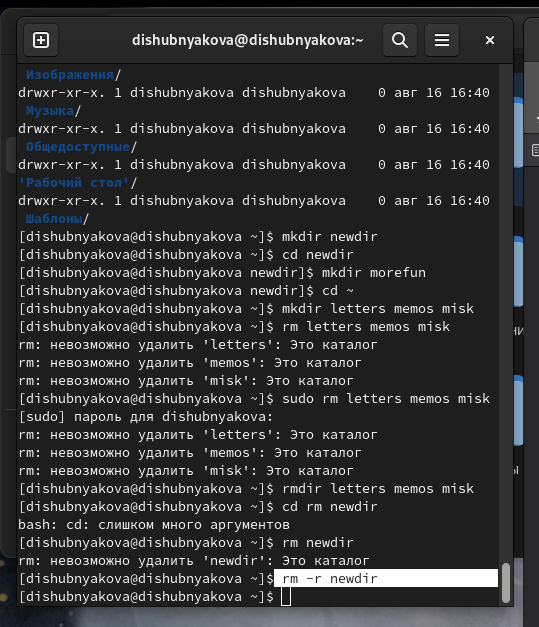 dishubnyakova@dishubnyakova:~
Изображения/
drwxr-xr-x. 1 dishubnyakova dishubnyakova    0 авг 16 16:40
Музыка/
drwxr-xr-x. 1 dishubnyakova dishubnyakova    0 авг 16 16:40
Общедоступные/
drwxr-xr-x. 1 dishubnyakova dishubnyakova    0 авг 16 16:40
'Рабочий стол'/
drwxr-xr-x. 1 dishubnyakova dishubnyakova    0 авг 16 16:40
Шаблоны/
[dishubnyakova@dishubnyakova ~]$ mkdir newdir
[dishubnyakova@dishubnyakova ~]$ cd newdir
[dishubnyakova@dishubnyakova newdir]$ mkdir morefun
[dishubnyakova@dishubnyakova newdir]$ cd ~
[dishubnyakova@dishubnyakova ~]$ mkdir letters memos misk
[dishubnyakova@dishubnyakova ~]$ rm letters memos misk
rm: невозможно удалить 'letters': Это каталог
rm: невозможно удалить 'memos': Это каталог
rm: невозможно удалить 'misk': Это каталог
[dishubnyakova@dishubnyakova ~]$ sudo rm letters memos misk
[sudo] пароль для dishubnyakova:
rm: невозможно удалить 'letters': Это каталог
rm: невозможно удалить 'memos': Это каталог
rm: невозможно удалить 'misk': Это каталог
[dishubnyakova@dishubnyakova ~]$ rmdir letters memos misk
[dishubnyakova@dishubnyakova ~]$ cd rm newdir
bash: cd: слишком много аргументов
[dishubnyakova@dishubnyakova ~]$ rm newdir
rm: невозможно удалить 'newdir': Это каталог
[dishubnyakova@dishubnyakova ~]$ rm -r newdir
[dishubnyakova@dishubnyakova ~]$